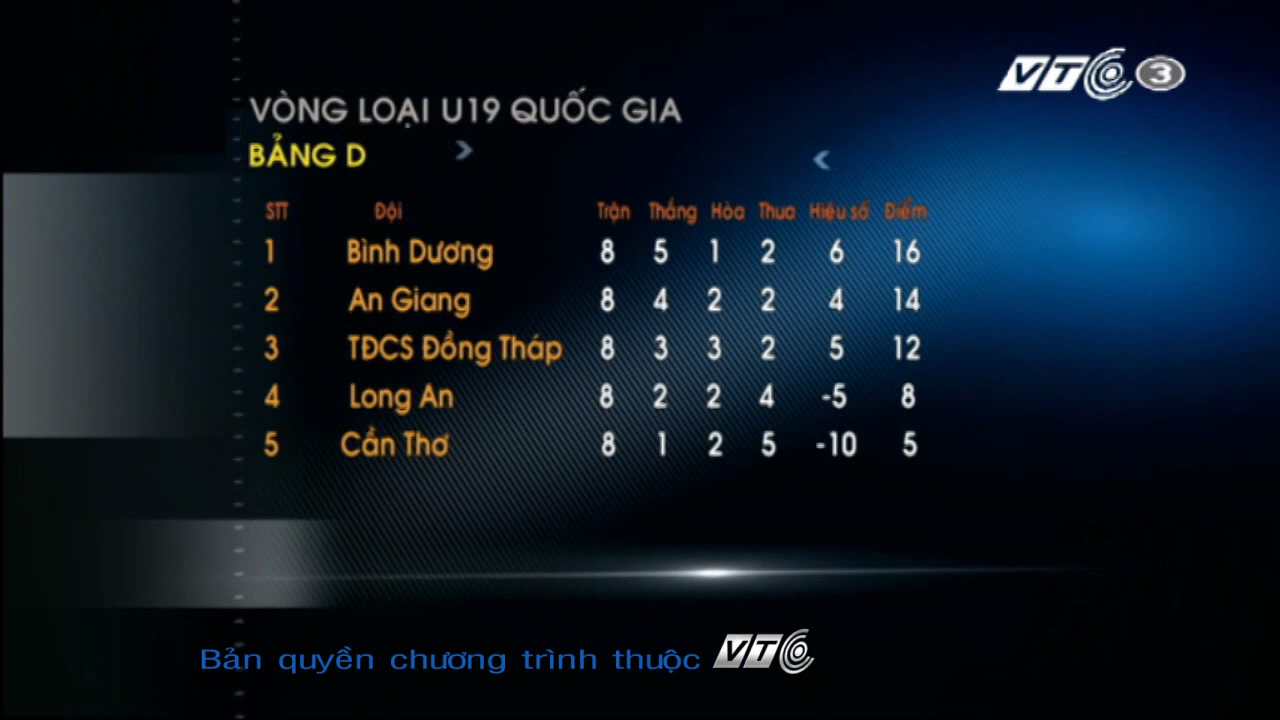 VTC 3
VÒNG LOẠI U19 QUỐC GIA
BẢNG D
STT Đội Trận Thắng Hòa Thua Hiệu số Điểm
1 Bình Dương 8 5 1 2 6 16
2 An Giang 8 4 2 2 4 14
3 TĐCS Đồng Tháp 8 3 3 2 5 12
4 Long An 8 2 2 4 -5 8
5 Cần Thơ 8 1 2 5 -10 5
Bản quyền chương trình thuộc VTC